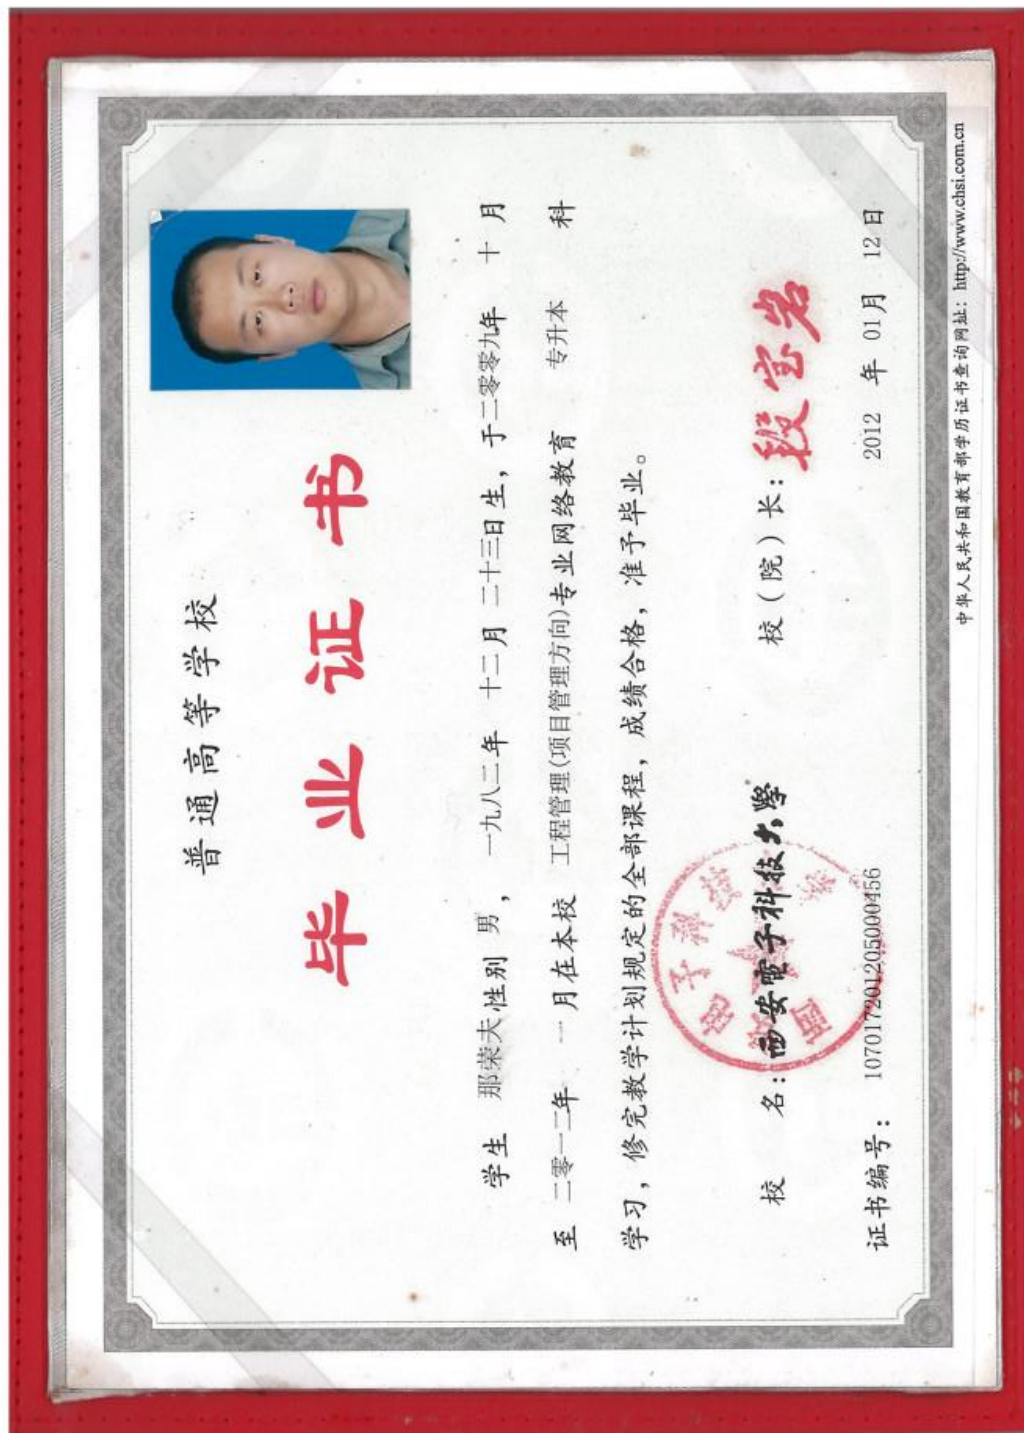 普通高等学校
毕业证书
学生 那荣夫 性别 男， 一九八二年 十二月 二十三日生，于二零零九年 十 月
至 二零一二年 一 月在本校 工程管理(项目管理方向)专业网络教育 专升本 科
学习，修完教学计划规定的全部课程，成绩合格，准予毕业。
校 名：西安電子科技大學
校（院）长：段宝岩
证书编号：107017201205000456
2012 年 01月 12日
中华人民共和国教育部学历证书查询网址：http://www.chsi.com.cn